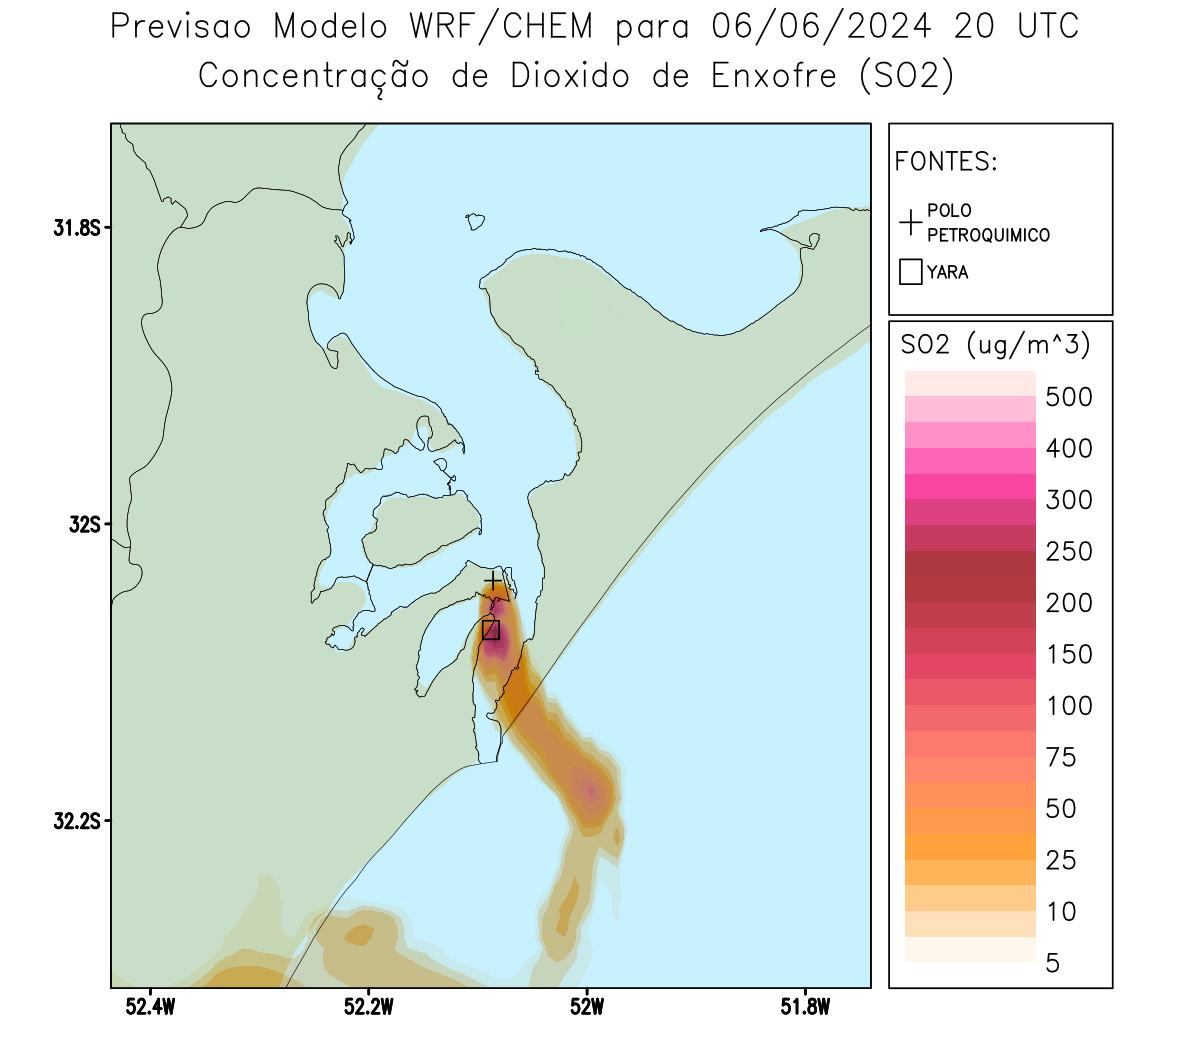 Previsao Modelo WRF/CHEM para 06/06/2024 20 UTC
Concentração de Dioxido de Enxofre (SO2)
FONTES:
POLO
PETROQUIMICO
YARA
SO2 (ug/m^3)
500
400
300
250
200
150
100
75
50
25
10
5
31.8S
32S
32.2S
52.4W
52.2W
52W
51.8W